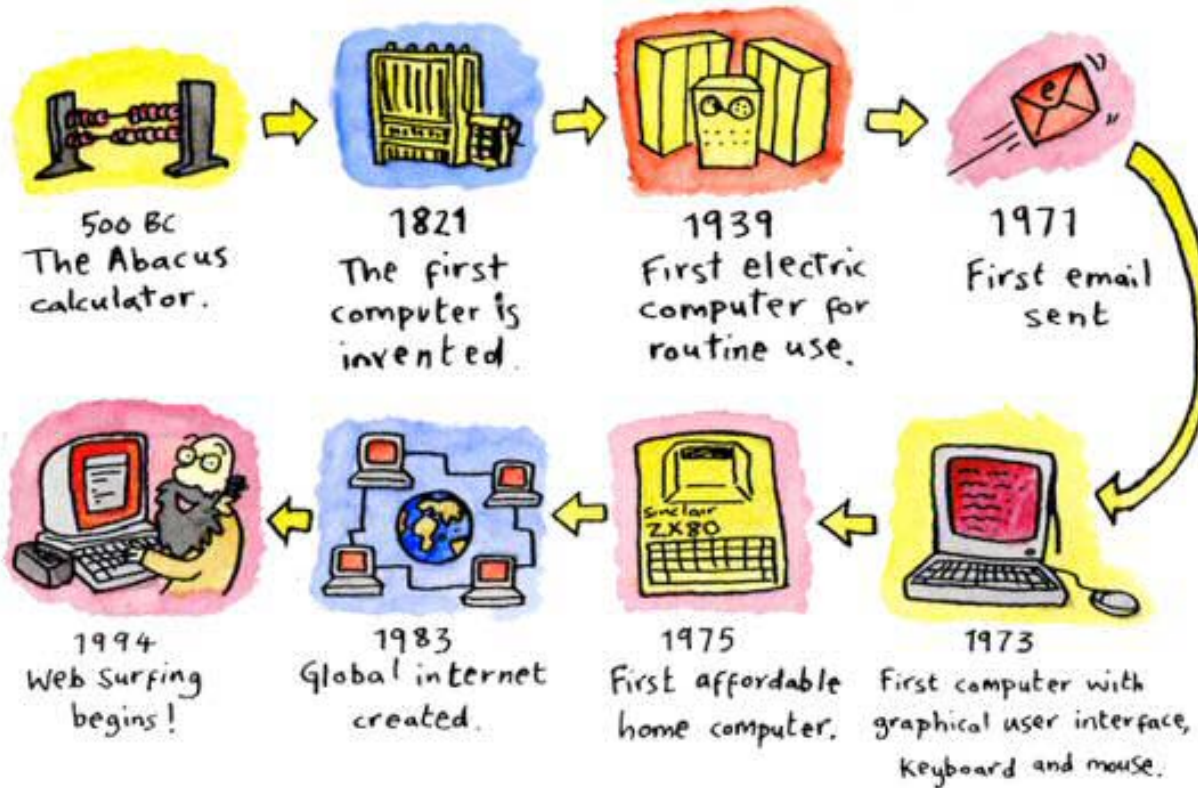 500 BC
The Abacus
calculator.
1821
The first
computer is
invented.
1939
First electric
computer for
routine use.
e
1971
First email
sent
1973
First computer with
graphical user interface,
keyboard and mouse.
sinclair
ZX80
1975
First affordable
home computer.
1983
Global internet
created.
1994
Web surfing
begins!